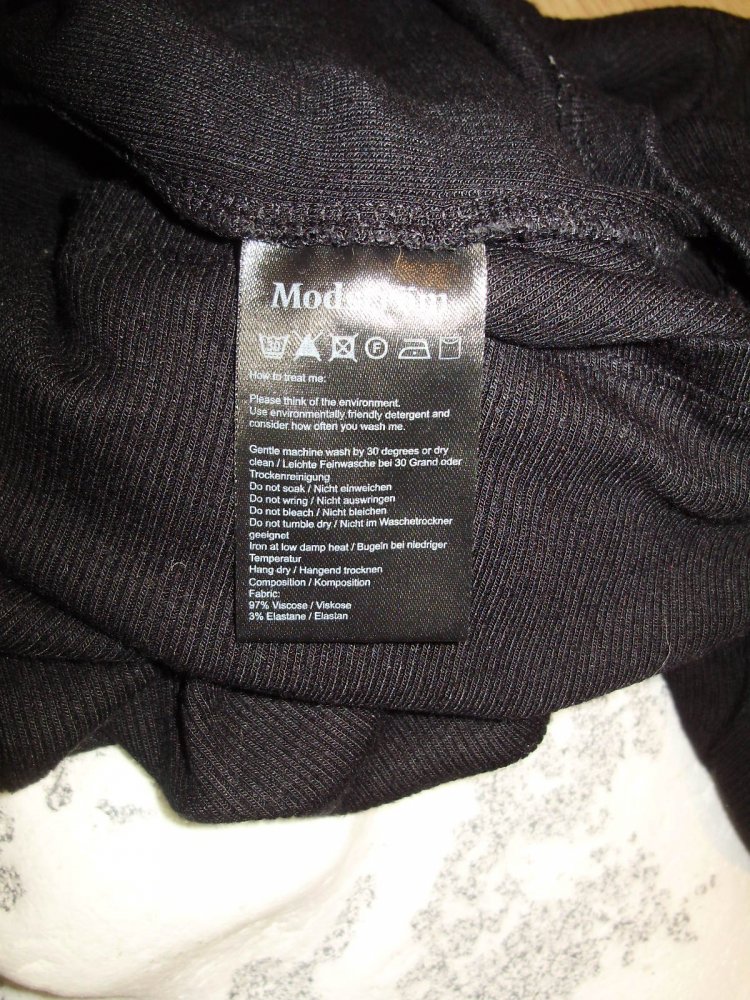 How to treat me:
Please think of the environment.
Use environmentally friendly detergent and
consider how often you wash me.
Gentle machine wash by 30 degrees or dry
clean / Leichte Feinwasche bei 30 Grand oder
Trockenreinigung
Do not soak / Nicht einweichen
Do not wring / Nicht auswringen
Do not bleach / Nicht bleichen
Do not tumble dry / Nicht im Waschetrockner
geeignet
Iron at low damp heat / Bugeln bei niedriger
Temperatur
Hang dry / Hangend trocknen
Composition / Komposition
Fabric:
97% Viscose / Viskose
3% Elastane / Elastan